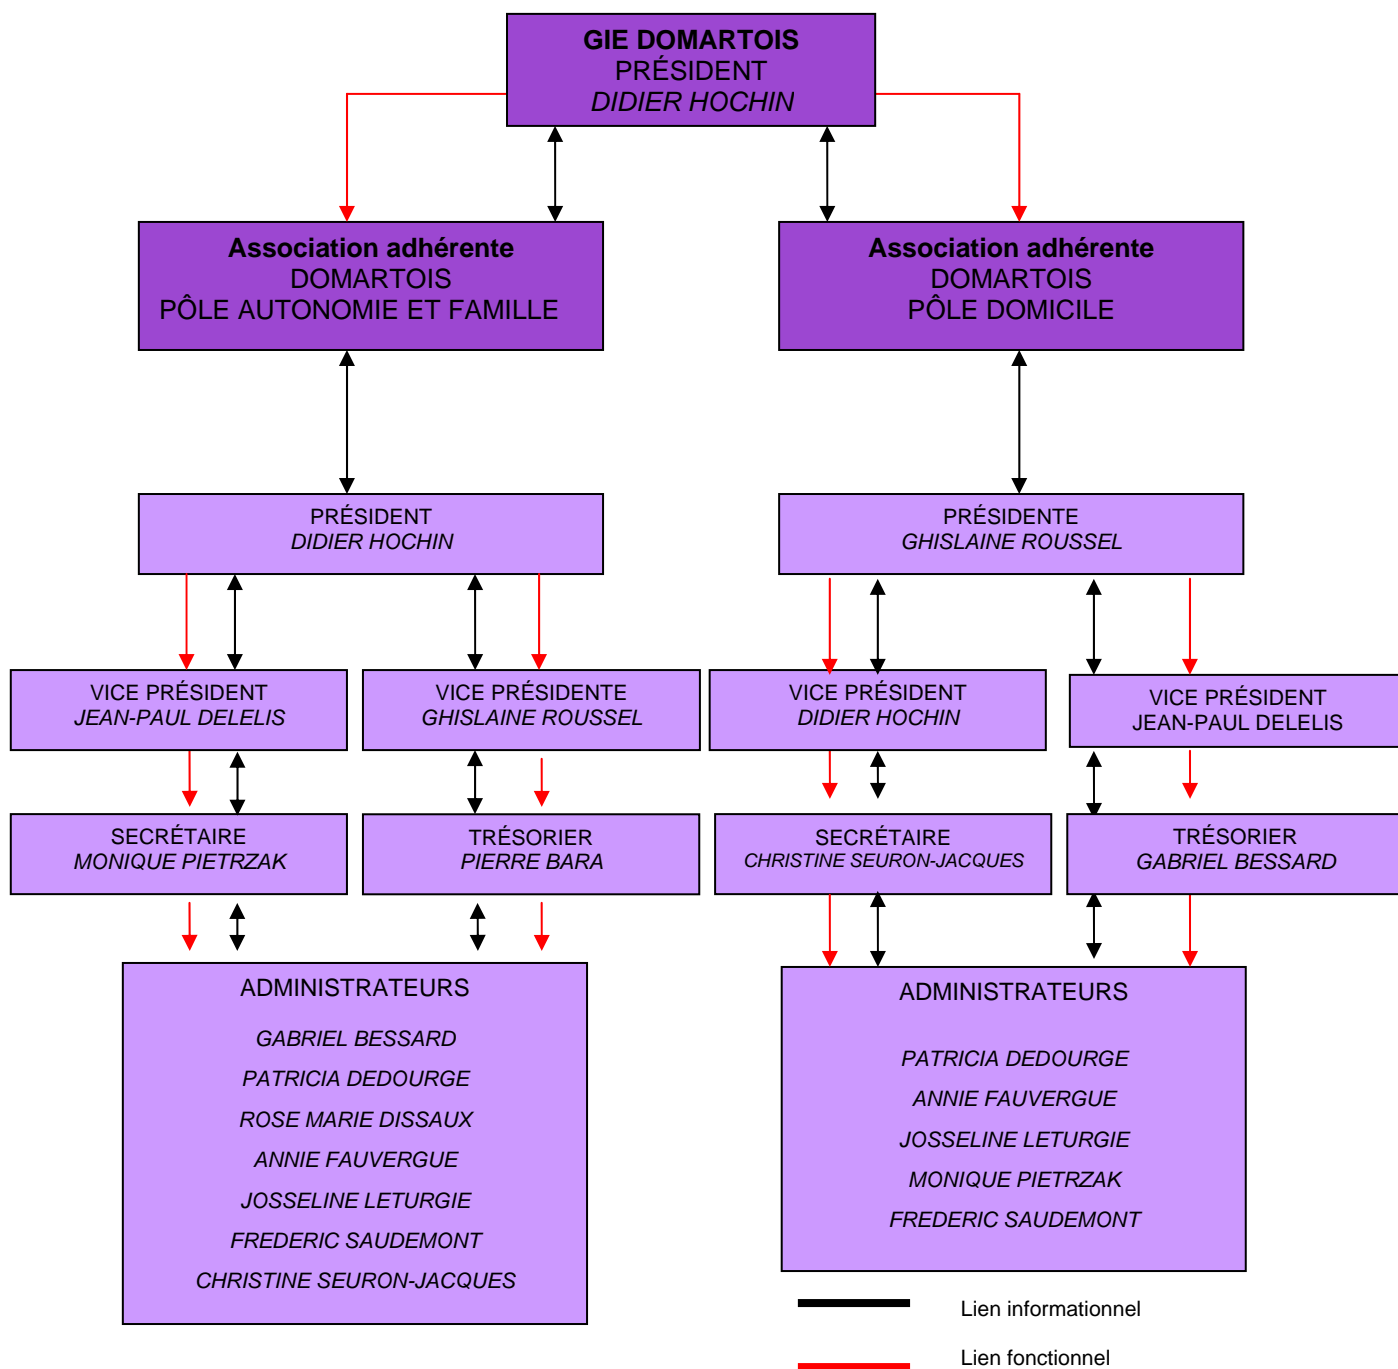 GIE DOMARTOIS
PRÉSIDENT
DIDIER HOCHIN
Association adhérente
DOMARTOIS
PÔLE AUTONOMIE ET FAMILLE
Association adhérente
DOMARTOIS
PÔLE DOMICILE
PRÉSIDENT
DIDIER HOCHIN
PRÉSIDENTE
GHISLAINE ROUSSEL
VICE PRÉSIDENT
JEAN-PAUL DELELIS
VICE PRÉSIDENTE
GHISLAINE ROUSSEL
VICE PRÉSIDENT
DIDIER HOCHIN
VICE PRÉSIDENT
JEAN-PAUL DELELIS
SECRÉTAIRE
MONIQUE PIETRZAK
TRÉSORIER
PIERRE BARA
SECRÉTAIRE
CHRISTINE SEURON-JACQUES
TRÉSORIER
GABRIEL BESSARD
ADMINISTRATEURS
GABRIEL BESSARD
PATRICIA DEDOURGE
ROSE MARIE DISSAUX
ANNIE FAUVERGUE
JOSSELINE LETURGIE
FREDERIC SAUDEMONT
CHRISTINE SEURON-JACQUES
ADMINISTRATEURS
PATRICIA DEDOURGE
ANNIE FAUVERGUE
JOSSELINE LETURGIE
MONIQUE PIETRZAK
FREDERIC SAUDEMONT
Lien informationnel
Lien fonctionnel